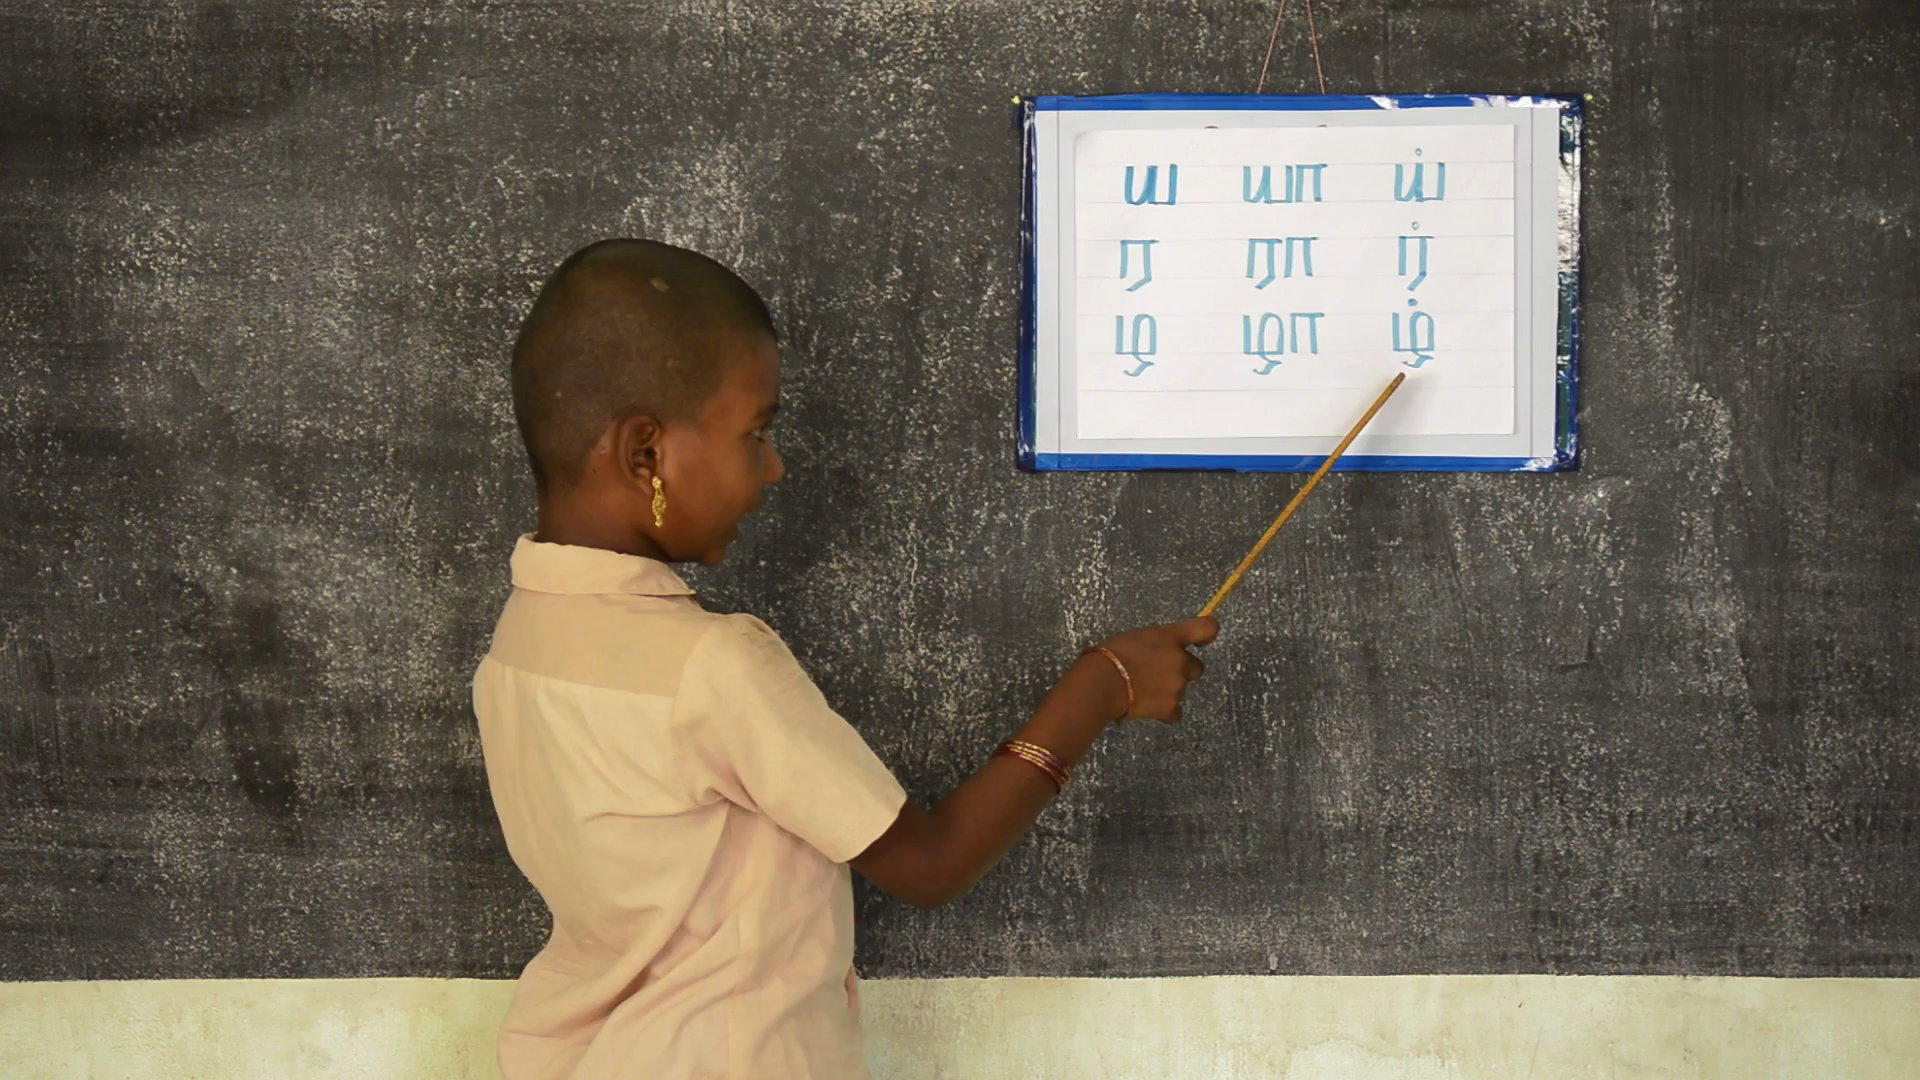 ய யா ய்
ர ரா ர்
ழ ழா ழ்